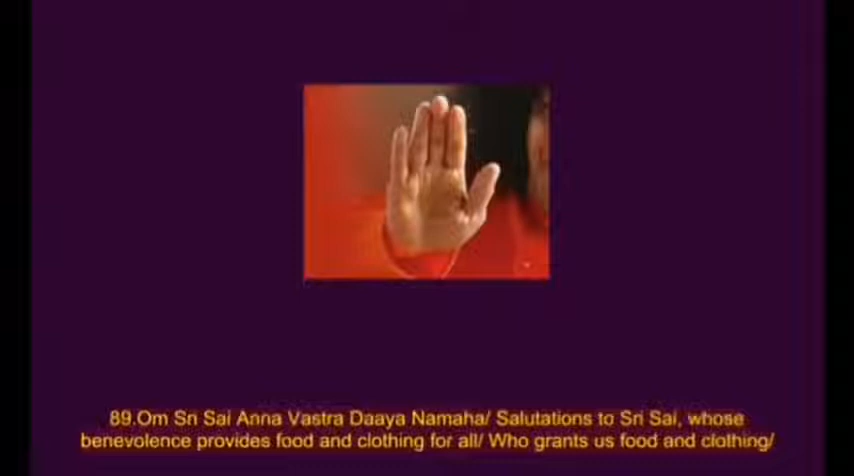 89.Om Sri Sai Anna Vastra Daaya Namaha/ Salutations to Sri Sai, whose
benevolence provides food and clothing for all/ Who grants us food and clothing/